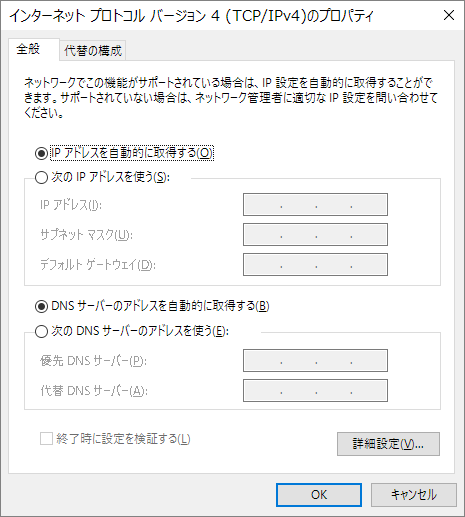 インターネット プロトコル バージョン 4 (TCP/IPv4)のプロパティ
全般
代替の構成
ネットワークでこの機能がサポートされている場合は、IP 設定を自動的に取得することがで
きます。サポートされていない場合は、ネットワーク管理者に適切な IP 設定を問い合わせて
ください。
IP アドレスを自動的に取得する(O)
次の IP アドレスを使う(S):
IP アドレス(I):
サブネット マスク(U):
デフォルト ゲートウェイ(D):
DNS サーバーのアドレスを自動的に取得する(B)
次の DNS サーバーのアドレスを使う(E):
優先 DNS サーバー(P):
代替 DNS サーバー(A):
終了時に設定を検証する(L)
詳細設定(V)...
OK
キャンセル